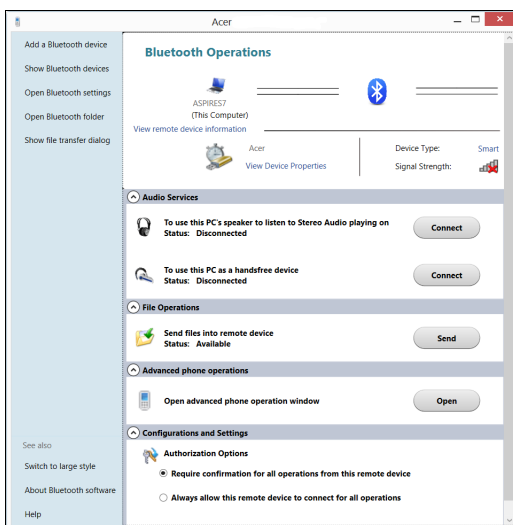 Acer
Add a Bluetooth device
Show Bluetooth devices
Open Bluetooth settings
Open Bluetooth folder
Show file transfer dialog
Bluetooth Operations
ASPIRES7
(This Computer)
View remote device information
Acer
View Device Properties
Device Type: Smart
Signal Strength:
Audio Services
To use this PC's speaker to listen to Stereo Audio playing on
Status: Disconnected
Connect
To use this PC as a handsfree device
Status: Disconnected
Connect
File Operations
Send files into remote device
Status: Available
Send
Advanced phone operations
Open advanced phone operation window
Open
Configurations and Settings
Authorization Options
Require confirmation for all operations from this remote device
Always allow this remote device to connect for all operations
See also
Switch to large style
About Bluetooth software
Help